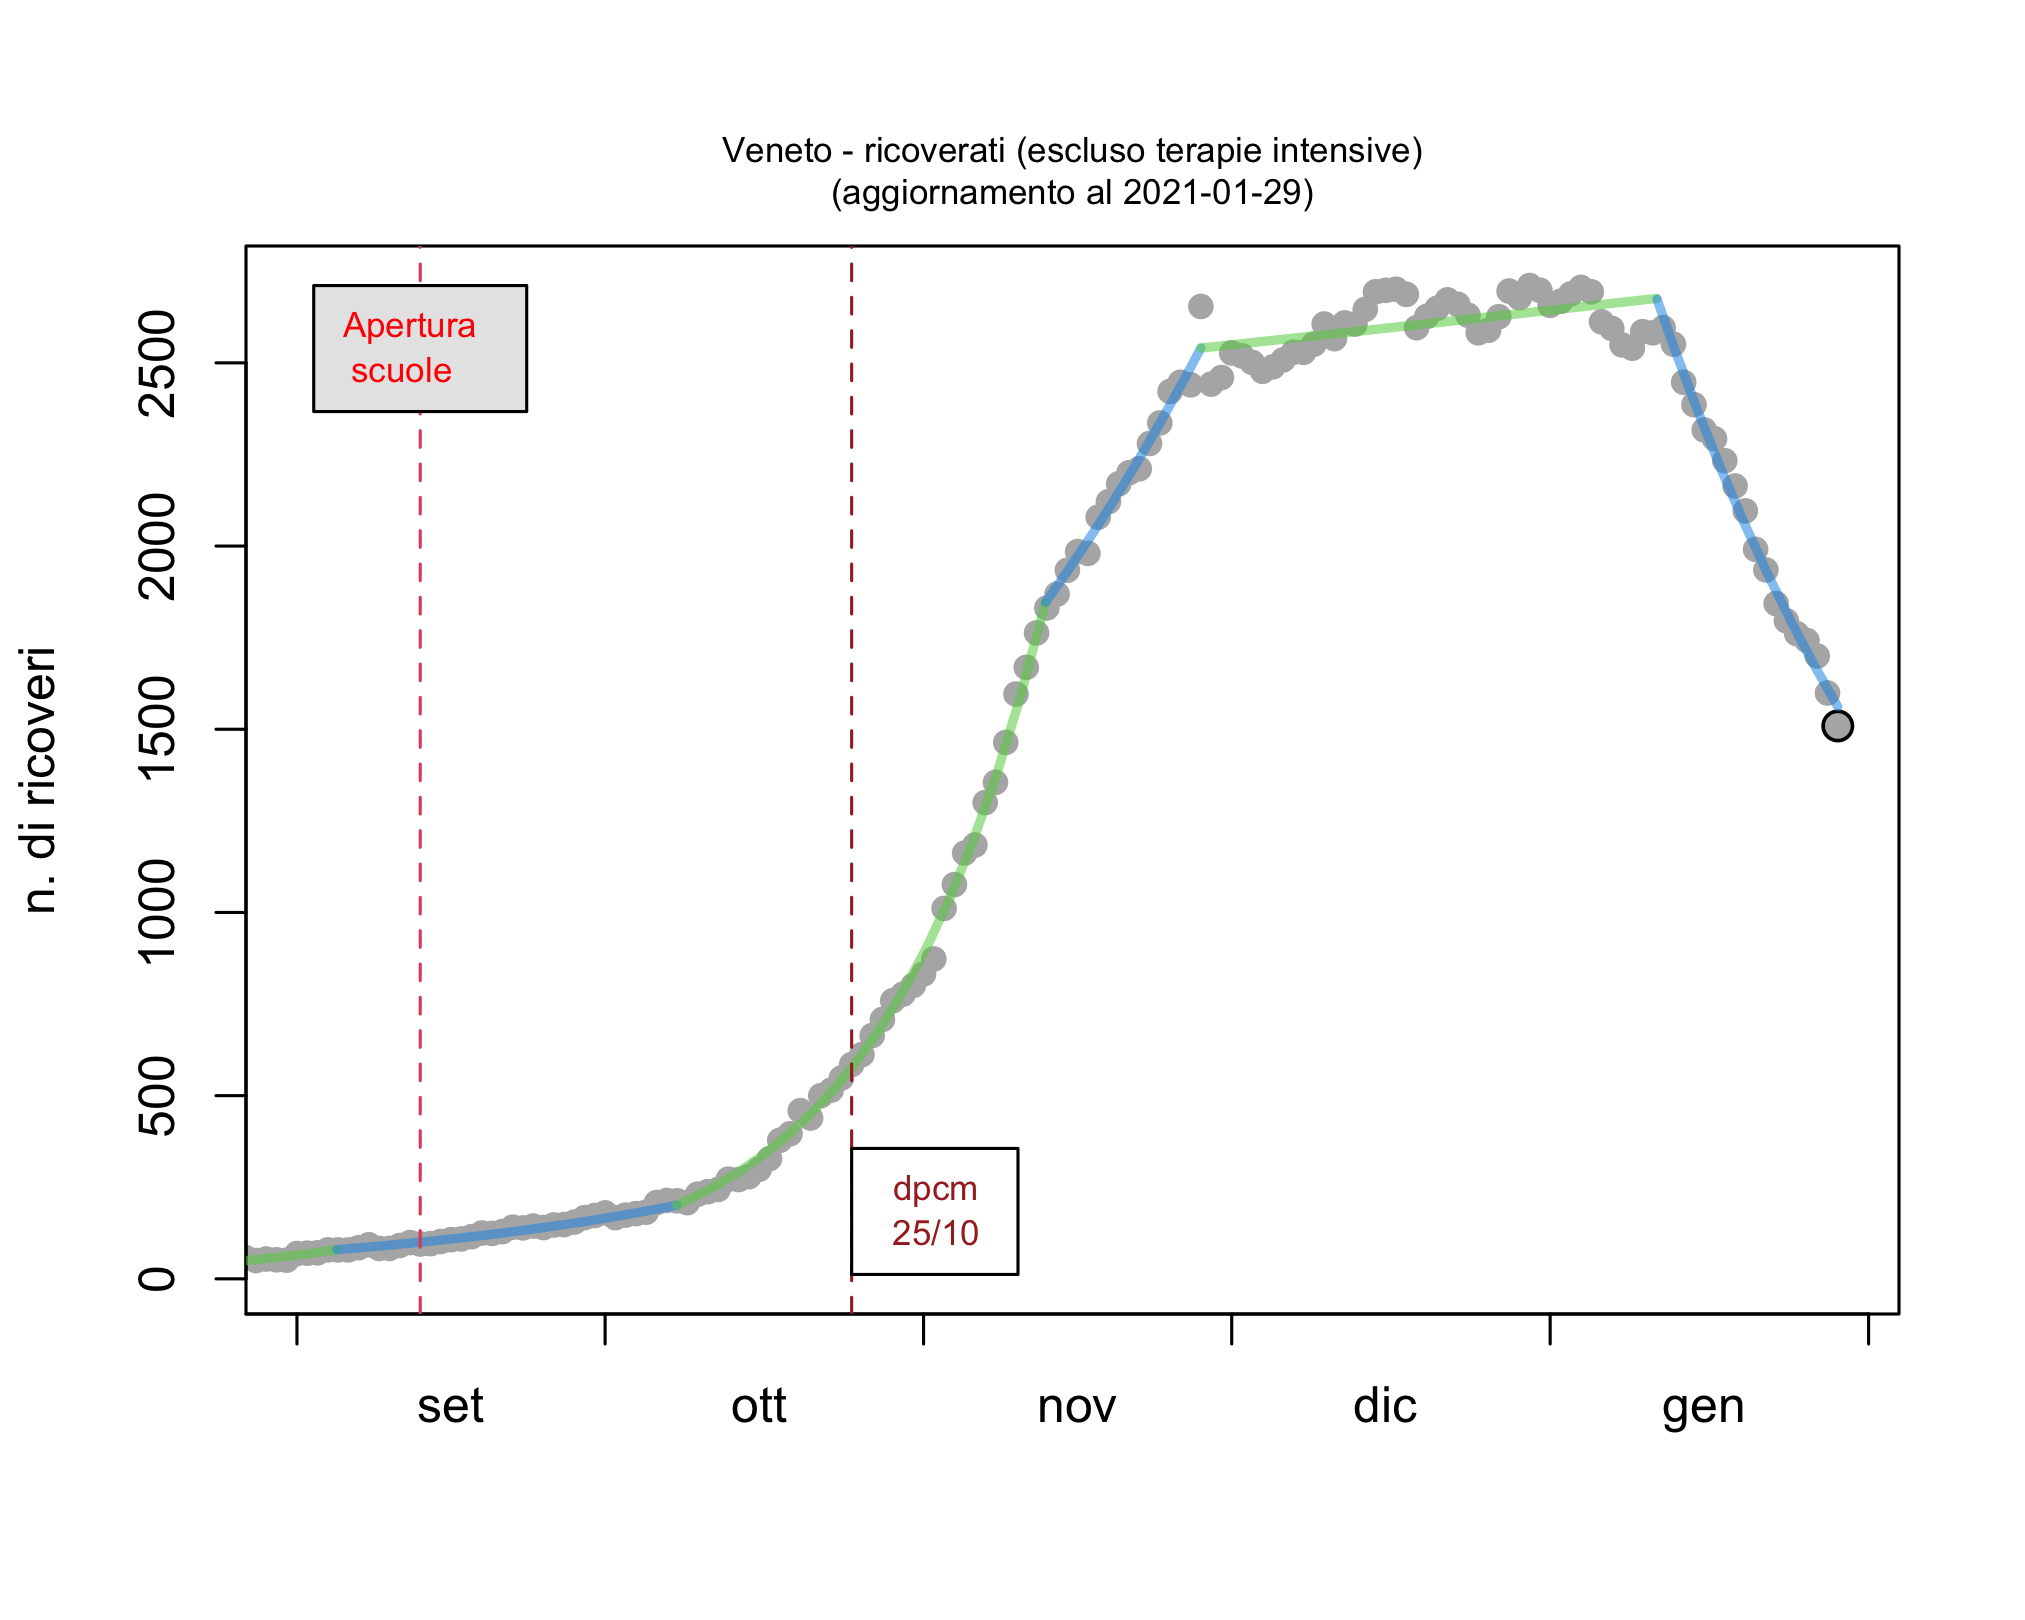 Veneto - ricoverati (escluso terapie intensive)
(aggiornamento al 2021-01-29)
Apertura
scuole
dpcm
25/10
n. di ricoveri
2500
2000
1500
1000
500
0
set ott nov dic gen